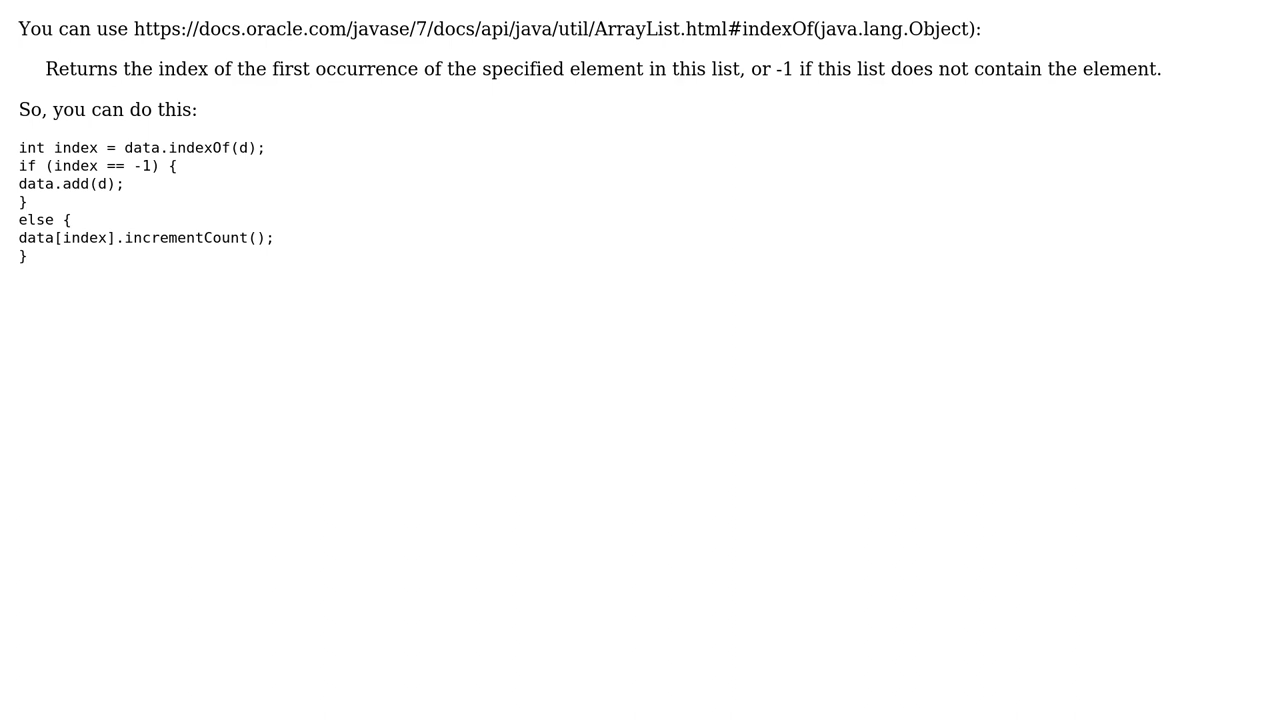 You can use https://docs.oracle.com/javase/7/docs/api/java/util/ArrayList.html#indexOf(java.lang.Object):
Returns the index of the first occurrence of the specified element in this list, or -1 if this list does not contain the element.
So, you can do this:
int index = data.indexOf(d);
if (index == -1) {
data.add(d);
}
else {
data[index].incrementCount();
}